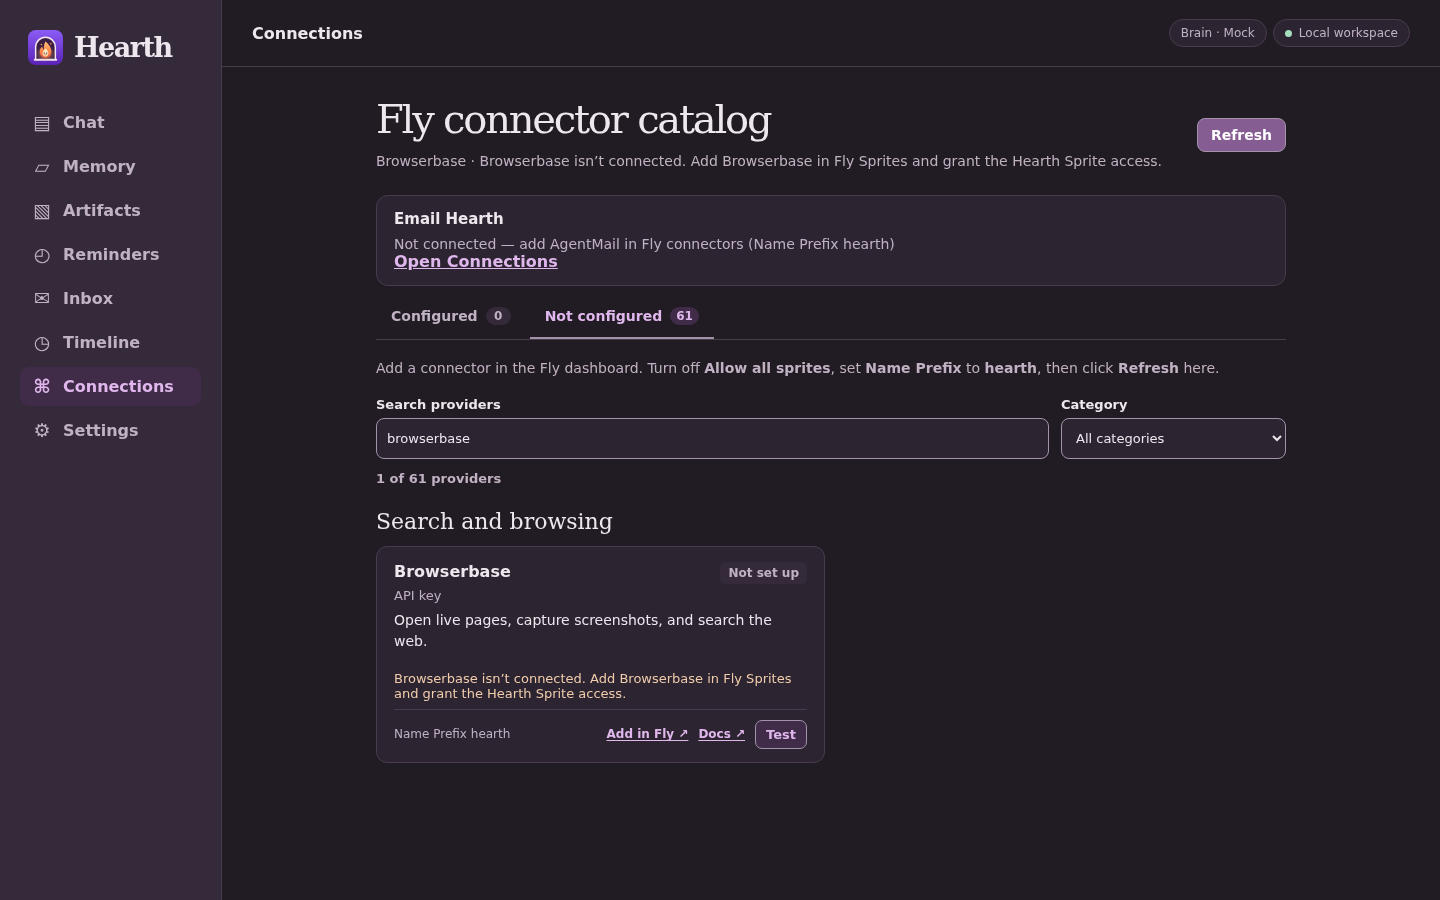 Hearth
Chat
Memory
Artifacts
Reminders
Inbox
Timeline
Connections
Settings
Connections
Brain · Mock
Local workspace
Fly connector catalog
Browserbase · Browserbase isn’t connected. Add Browserbase in Fly Sprites and grant the Hearth Sprite access.
Refresh
Email Hearth
Not connected — add AgentMail in Fly connectors (Name Prefix hearth)
Open Connections
Configured 0
Not configured 61
Add a connector in the Fly dashboard. Turn off Allow all sprites, set Name Prefix to hearth, then click Refresh here.
Search providers
browserbase
Category
All categories
1 of 61 providers
Search and browsing
Browserbase
Not set up
API key
Open live pages, capture screenshots, and search the
web.
Browserbase isn’t connected. Add Browserbase in Fly Sprites
and grant the Hearth Sprite access.
Name Prefix hearth
Add in Fly ↗
Docs ↗
Test